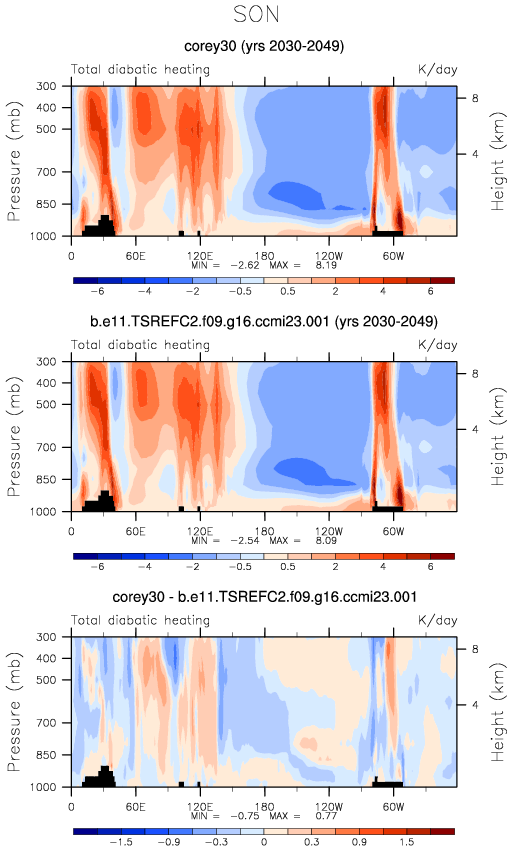 SON
corey30 (yrs 2030-2049)
Total diabatic heating K/day
300
400
500
700
850
1000
Pressure (mb)
8
4
Height (km)
0 60E 120E 180 120W 60W
MIN = -2.62 MAX = 8.19
-6 -4 -2 -1 -0.5 0.5 2 4 6
b.e11.TSREFC2.f09.g16.ccmi23.001 (yrs 2030-2049)
Total diabatic heating K/day
300
400
500
700
850
1000
Pressure (mb)
8
4
Height (km)
0 60E 120E 180 120W 60W
MIN = -2.54 MAX = 8.09
-6 -4 -2 -1 -0.5 0.5 2 4 6
corey30 - b.e11.TSREFC2.f09.g16.ccmi23.001
Total diabatic heating K/day
300
400
500
700
850
1000
Pressure (mb)
8
4
Height (km)
0 60E 120E 180 120W 60W
MIN = -0.75 MAX = 0.77
-1.5 -0.9 -0.3 0 0.3 0.9 1.5